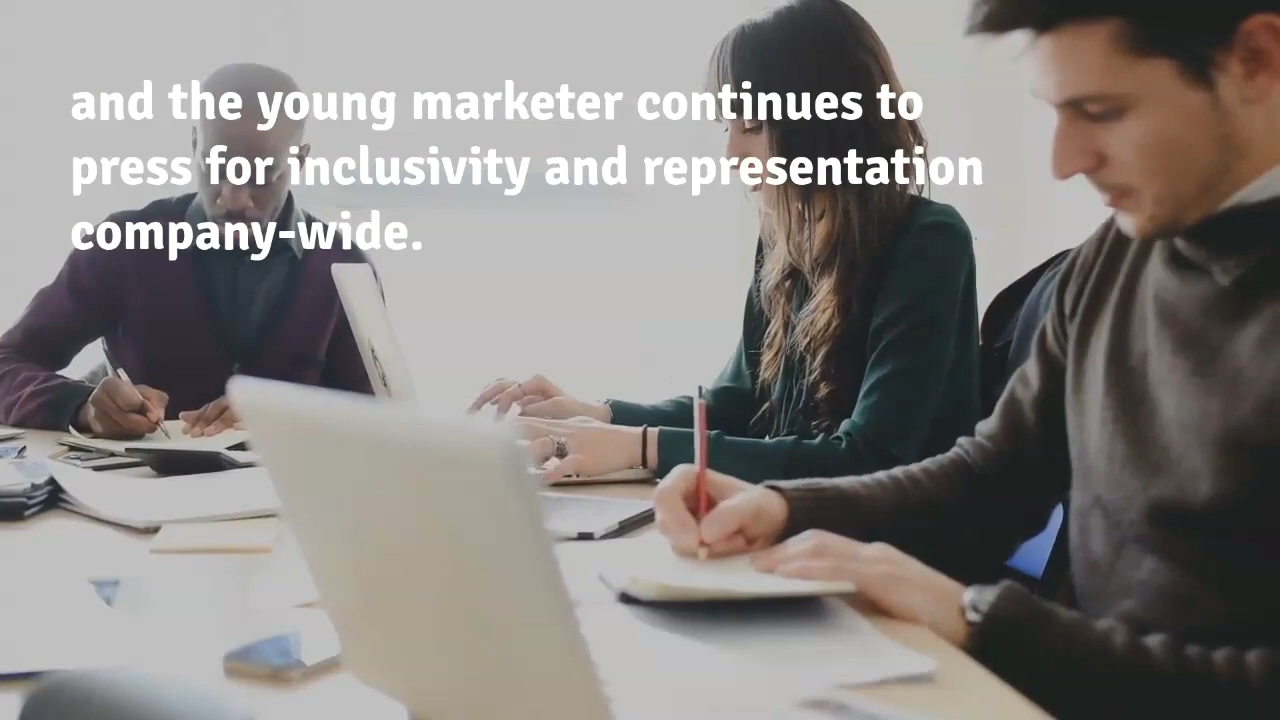 and the young marketer continues to
press for inclusivity and representation
company-wide.